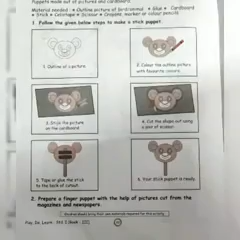 Puppets made out of pictures and cardboard.
Material needed • Outline picture of bird/animal • Glue • Cardboard
• Stick • Cellotape • Scissor • Crayons, marker or colour pencils
1. Follow the given below steps to make a stick puppet.
1. Outline of a picture
2. Colour the outline picture
with favourite colours.
3. Stick the picture
on the cardboard
4. Cut the shape out using
a pair of scissor.
5. Tape or glue the stick
to the back of cutout.
6. Your stick puppet is ready.
2. Prepare a finger puppet with the help of pictures cut from the
magazines and newspapers.